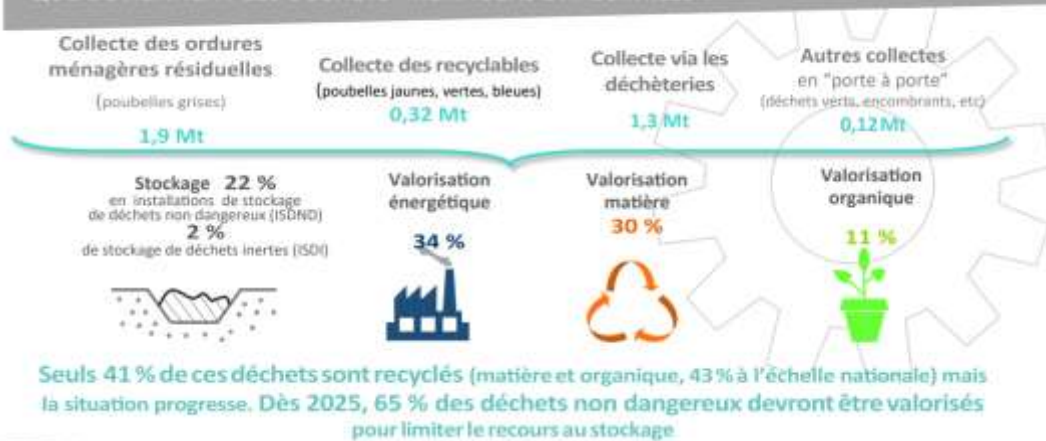 Collecte des ordures
ménagères résiduelles
(poubelles grises)
1,9 Mt
Collecte des recyclables
(poubelles jaunes, vertes, bleues)
0,32 Mt
Collecte via les
déchèteries
1,3 Mt
Autres collectes
en "porte à porte"
(déchets verts, encombrants, etc)
0,12Mt
Stockage 22 %
en installations de stockage
de déchets non dangereux (ISDND)
2 %
de stockage de déchets inertes (ISDI)
Valorisation
énergétique
34 %
Valorisation
matière
30 %
Valorisation
organique
11 %
Seuls 41 % de ces déchets sont recyclés (matière et organique, 43 % à l'échelle nationale) mais
la situation progresse. Dès 2025, 65 % des déchets non dangereux devront être valorisés
pour limiter le recours au stockage